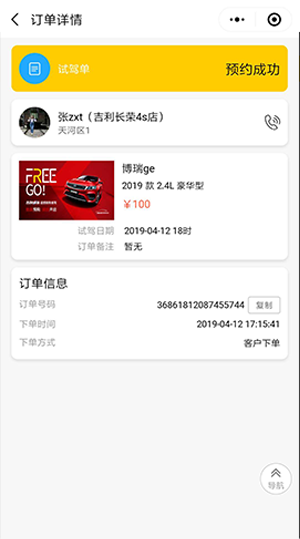 订单详情
试驾单
预约成功
张zxt（吉利长荣4s店）
天河区1
FREE
GO!
博瑞ge
2019 款 2.4L 豪华型
￥100
试驾日期 2019-04-12 18时
订单备注 暂无
订单信息
订单号码 36861812087455744 复制
下单时间 2019-04-12 17:15:41
下单方式 客户下单
导航